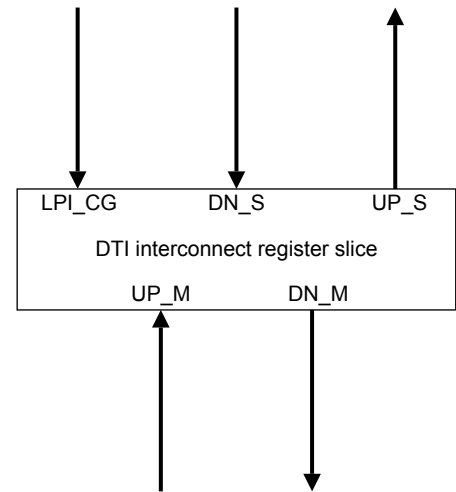 LPI_CG DN_S UP_S
DTI interconnect register slice
UP_M DN_M